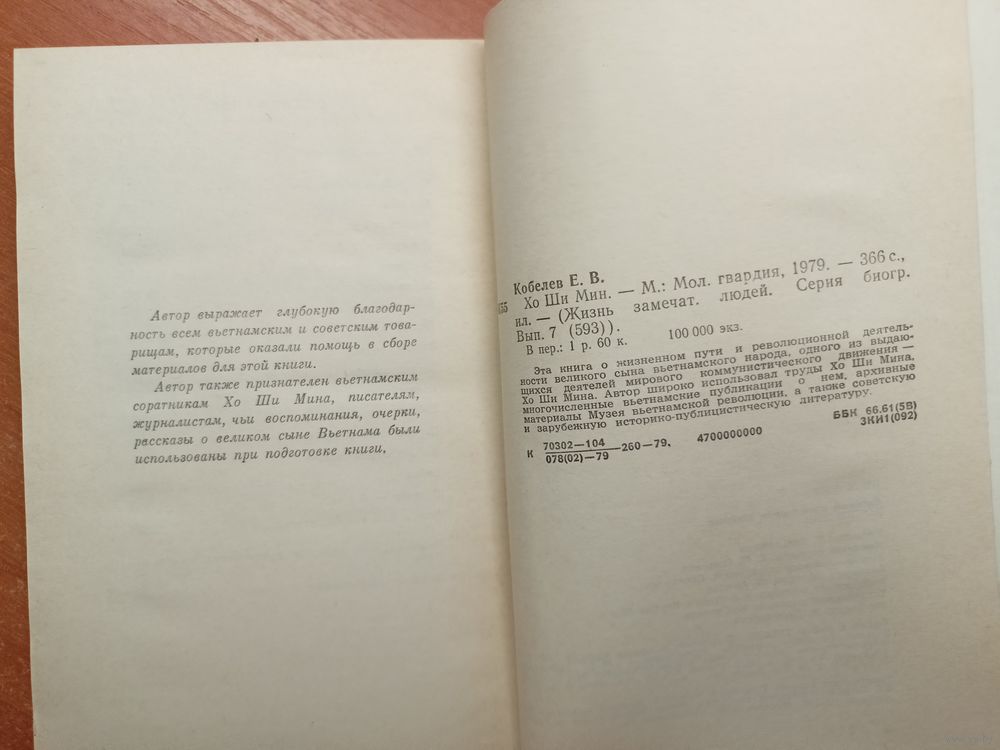 Автор выражает глубокую благодар-
ность всем вьетнамским и советским това-
рищам, которые оказали помощь в сборе
материалов для этой книги.
Автор также признателен вьетнамским
соратникам Хо Ши Мина, писателям,
журналистам, чьи воспоминания, очерки,
рассказы о великом сыне Вьетнама были
использованы при подготовке книги.
Кобелев Е. В.
Хо Ши Мин. — М.: Мол. гвардия, 1979. — 366 с.,
ил. — (Жизнь замечат. людей. Серия биогр.
Вып. 7 (593)).
В пер.: 1 р. 60 к. 100 000 экз.
Эта книга о жизненном пути и революционной деятель-
ности великого сына вьетнамского народа, одного из выдаю-
щихся деятелей мирового коммунистического движения —
Хо Ши Мина. Автор широко использовал труды Хо Ши Мина,
многочисленные вьетнамские публикации о нем, архивные
материалы Музея вьетнамской революции, а также советскую
и зарубежную историко-публицистическую литературу.
К 70302—104
078(02)—79 —260—79. 4700000000
ББК 66.61(5В)
3КИ1(092)